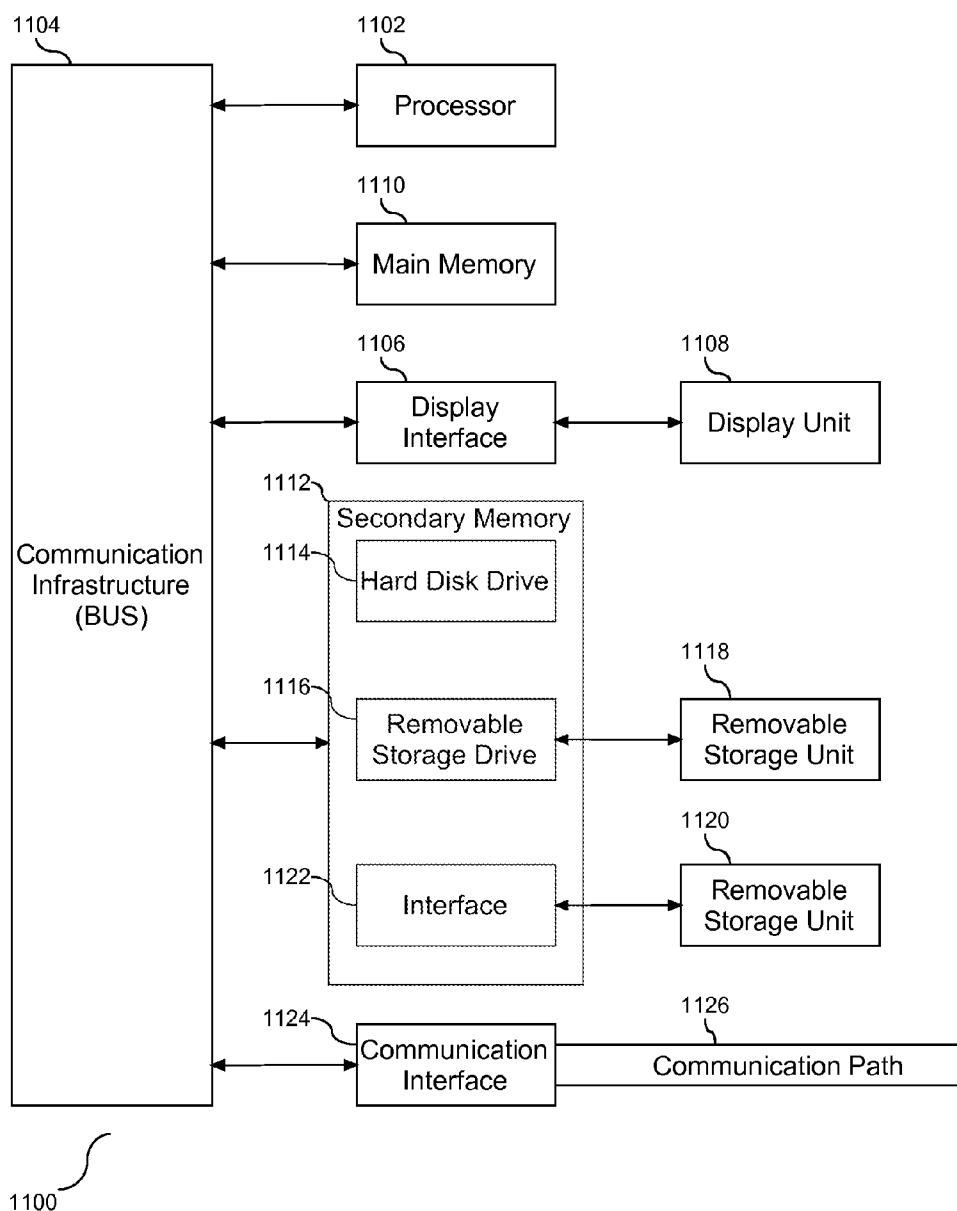 1104
1102
Processor
1110
Main Memory
1106
1108
Display
Interface
Display Unit
1112
Secondary Memory
1114
Hard Disk Drive
Communication
Infrastructure
(BUS)
1116
1118
Removable
Storage Drive
Removable
Storage Unit
1120
1122
Interface
Removable
Storage Unit
1124
1126
Communication
Interface
Communication Path
1100